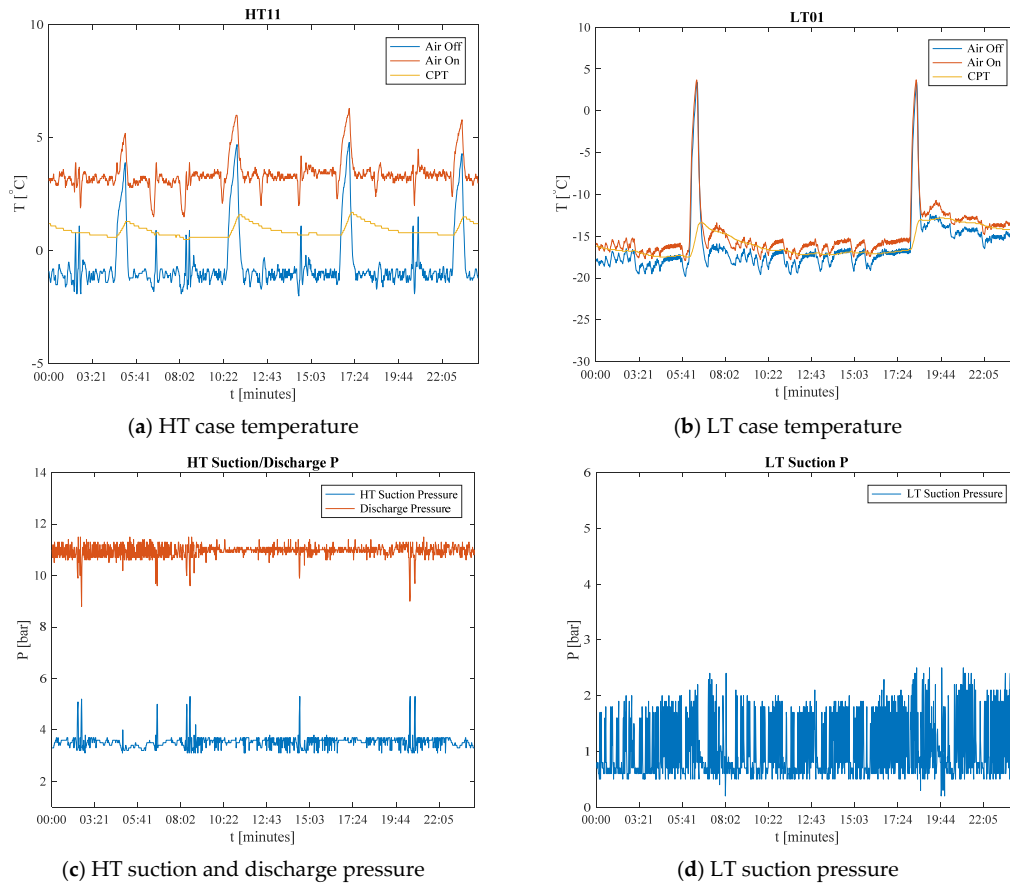 HT11
10
5
0
-5
T [°C]
Air Off
Air On
CPT
00:00 03:21 05:41 08:02 10:22 12:43 15:03 17:24 19:44 22:05
t [minutes]
(a) HT case temperature
LT01
10
5
0
-5
-10
-15
-20
-25
-30
T [°C]
Air Off
Air On
CPT
00:00 03:21 05:41 08:02 10:22 12:43 15:03 17:24 19:44 22:05
t [minutes]
(b) LT case temperature
HT Suction/Discharge P
14
12
10
8
6
4
2
P [bar]
HT Suction Pressure
Discharge Pressure
00:00 03:21 05:41 08:02 10:22 12:43 15:03 17:24 19:44 22:05
t [minutes]
(c) HT suction and discharge pressure
LT Suction P
6
5
4
3
2
1
0
P [bar]
LT Suction Pressure
00:00 03:21 05:41 08:02 10:22 12:43 15:03 17:24 19:44 22:05
t [minutes]
(d) LT suction pressure